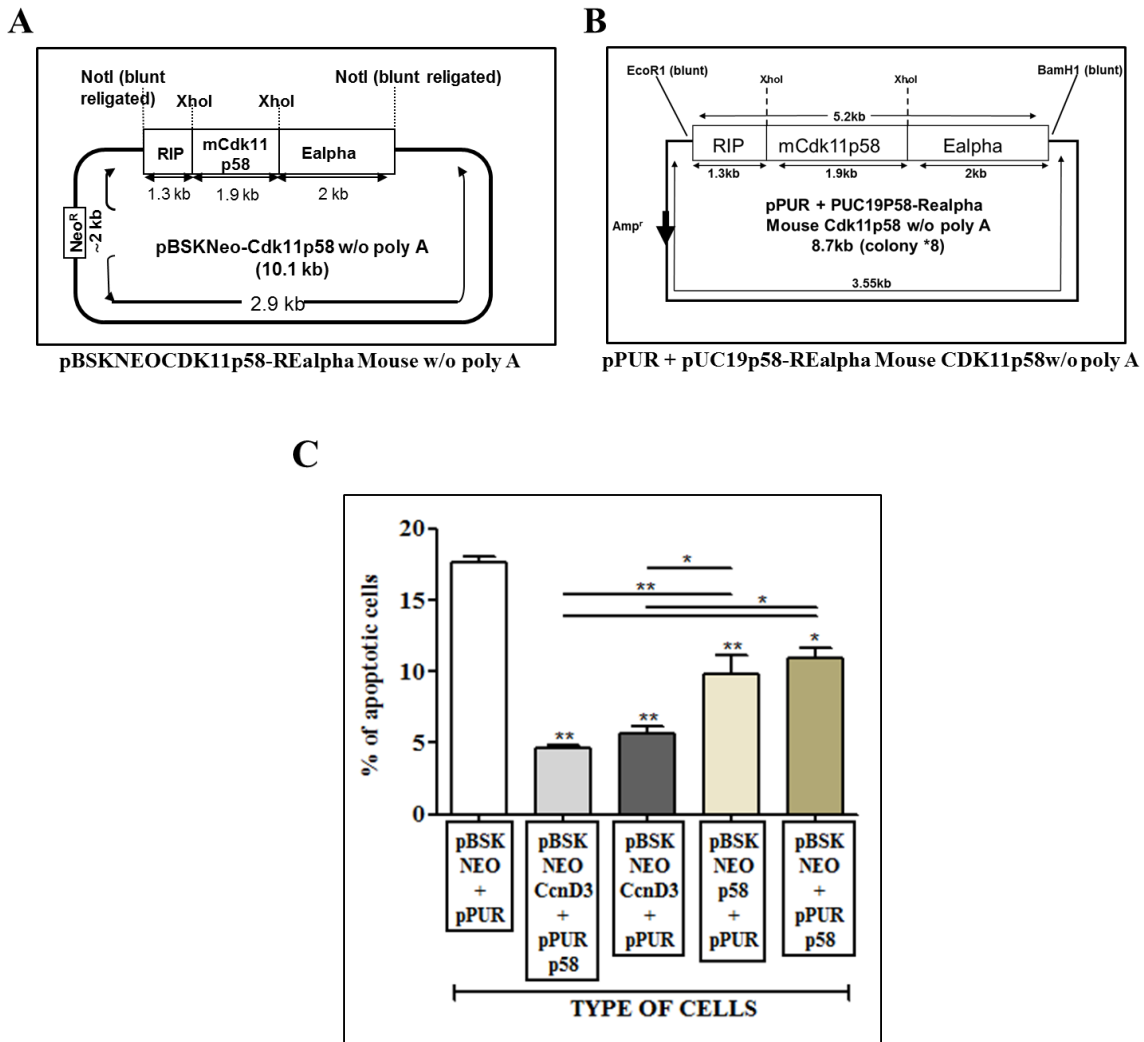 A
NotI (blunt
religated)
NotI (blunt religated)
XhoI
XhoI
RIP
mCdk11
p58
Ealpha
1.3 kb
1.9 kb
2 kb
NeoR
~2 kb
pBSKNeo-Cdk11p58 w/o poly A
(10.1 kb)
2.9 kb
pBSKNEOCDK11p58-REalpha Mouse w/o poly A
B
EcoR1 (blunt)
BamH1 (blunt)
XhoI
XhoI
5.2kb
RIP
mCdk11p58
Ealpha
1.3kb
1.9kb
2kb
pPUR + PUC19P58-Realpha
Mouse Cdk11p58 w/o poly A
8.7kb (colony *8)
Ampr
3.55kb
pPUR + pUC19p58-REalpha Mouse CDK11p58w/o poly A
C
% of apoptotic cells
20
15
10
5
0
*
**
*
**
**
**
*
pBSK
NEO
+
pPUR
pBSK
NEO
CcnD3
+
pPUR
p58
pBSK
NEO
CcnD3
+
pPUR
pBSK
NEO
p58
+
pPUR
pBSK
NEO
+
pPUR
p58
TYPE OF CELLS